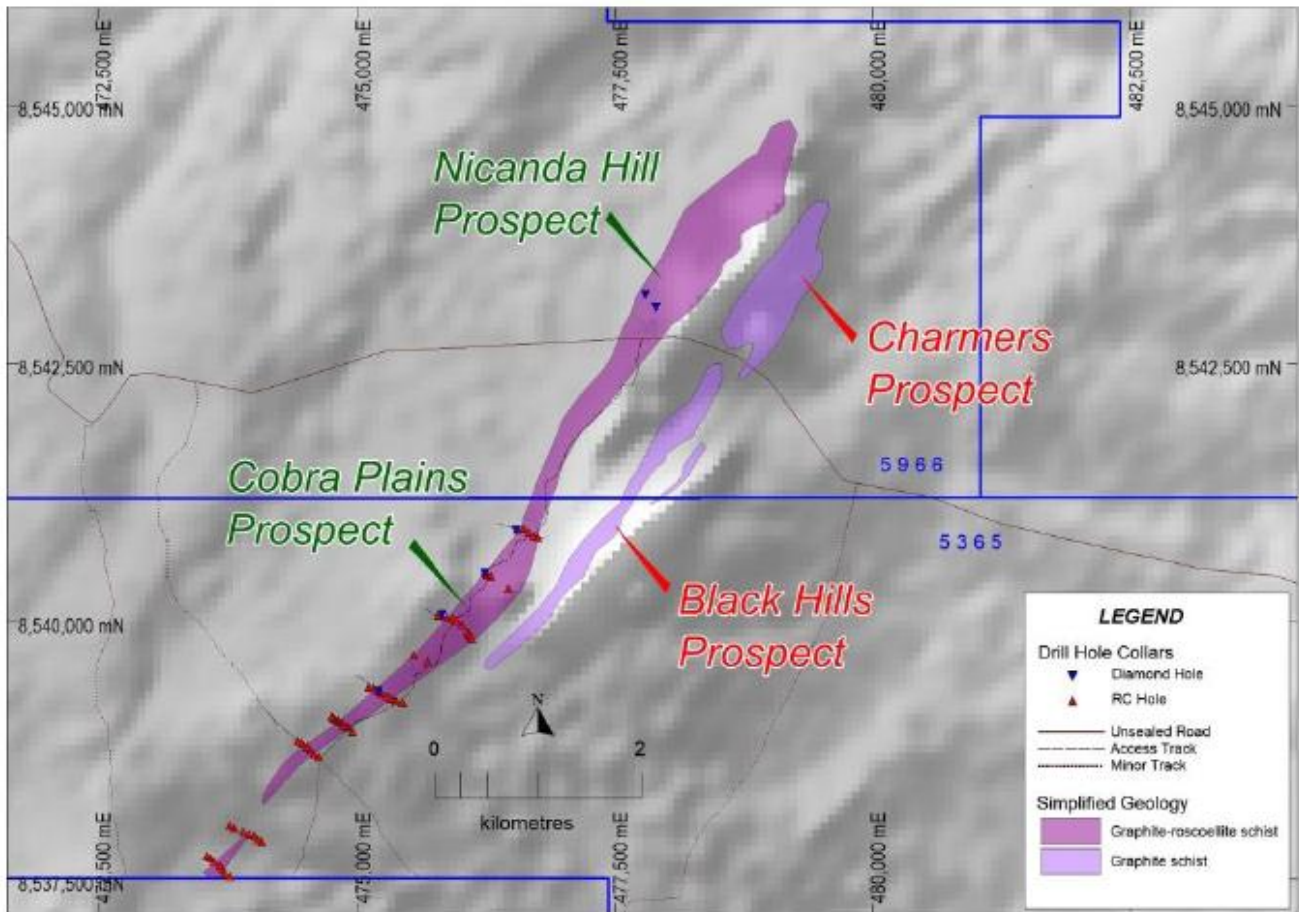 472,500 mE
475,000 mE
477,500 mE
480,000 mE
482,500 mE
8,545,000 mN
8,545,000 mN
Nicanda Hill
Prospect
Charmers
Prospect
8,542,500 mN
8,542,500 mN
Cobra Plains
Prospect
5966
5365
Black Hills
Prospect
8,540,000 mN
N
0
2
kilometres
LEGEND
Drill Hole Collars
Diamond Hole
RC Hole
Unsealed Road
Access Track
Minor Track
Simplified Geology
Graphite-roscoellite schist
Graphite schist
8,537,500 mN
475,000 mE
477,500 mE
480,000 mE